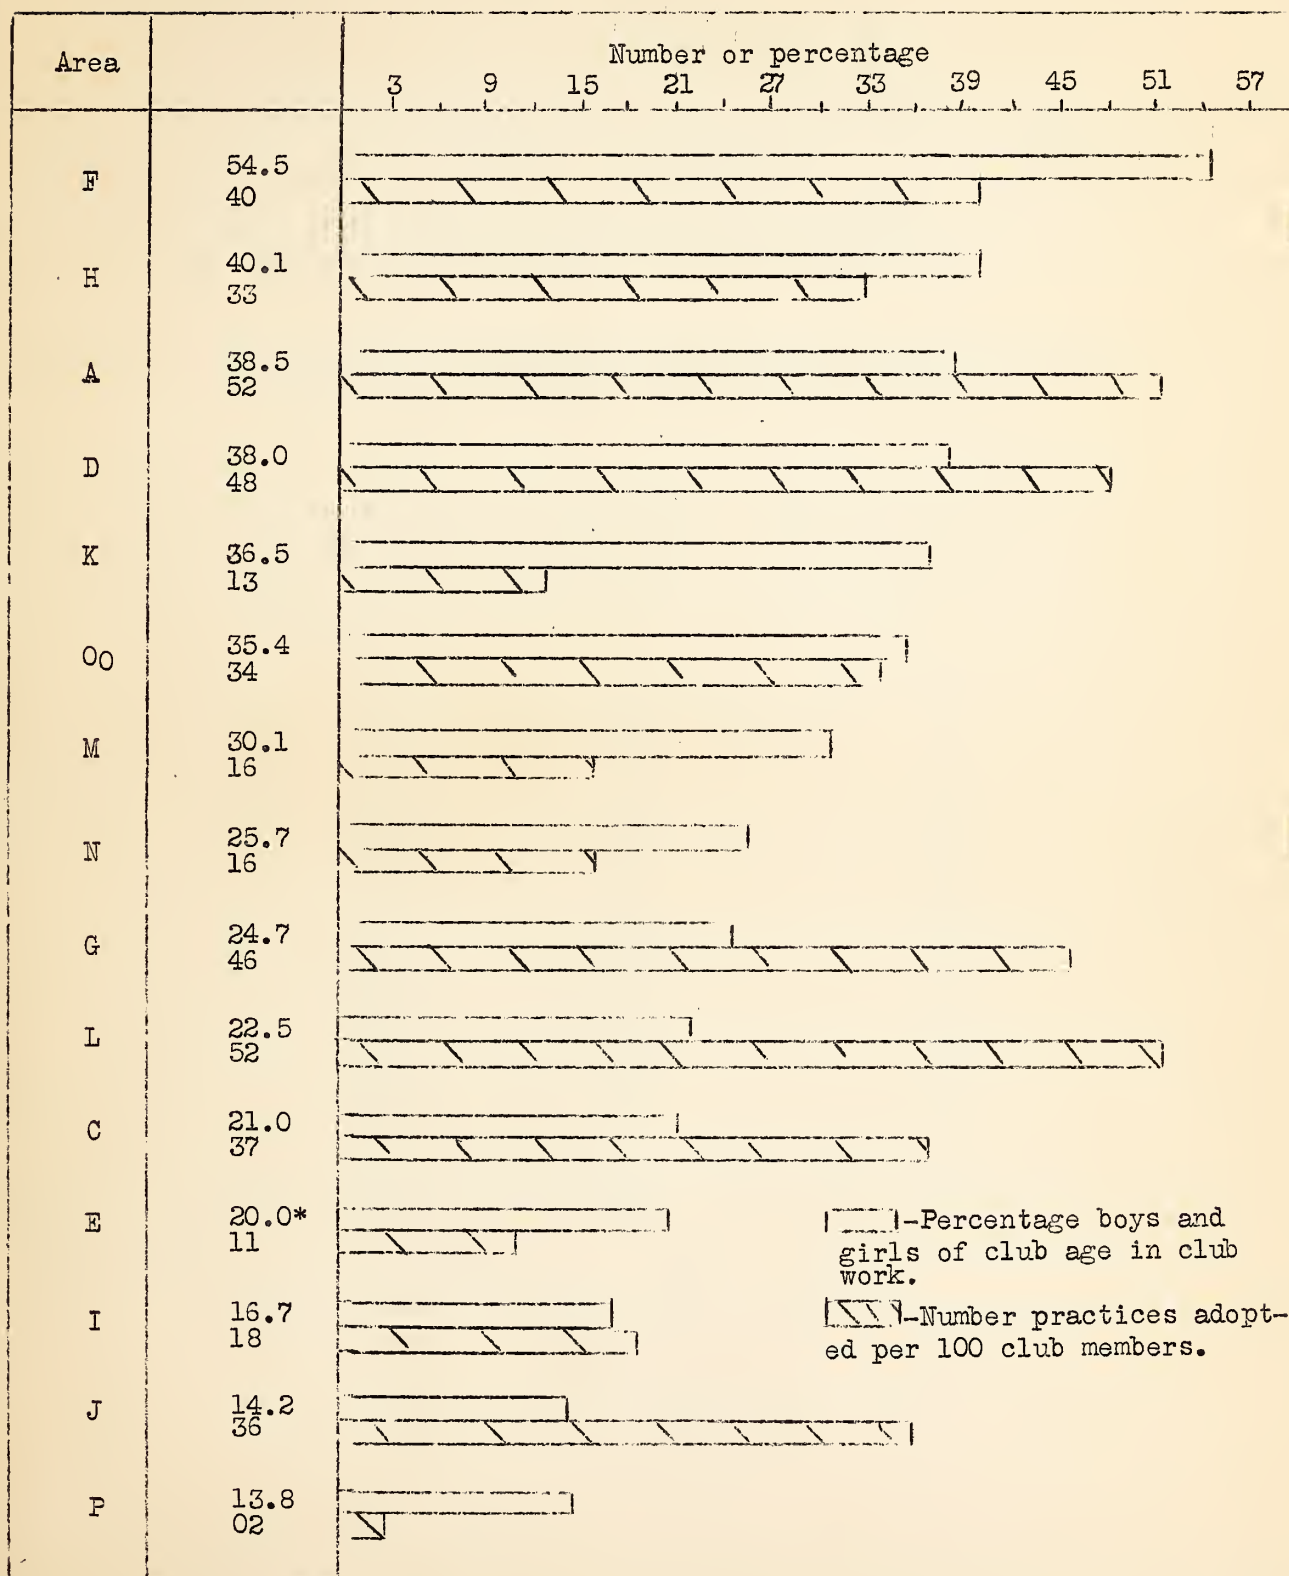 Area
Number or percentage
3 9 15 21 27 33 39 45 51 57
F 54.5
40
H 40.1
33
A 38.5
52
D 38.0
48
K 36.5
13
Oo 35.4
34
M 30.1
16
N 25.7
16
G 24.7
46
L 22.5
52
C 21.0
37
E 20.0*
11
-Percentage boys and
girls of club age in club
work.
I 16.7
18
-Number practices adopt-
ed per 100 club members.
J 14.2
36
P 13.8
02